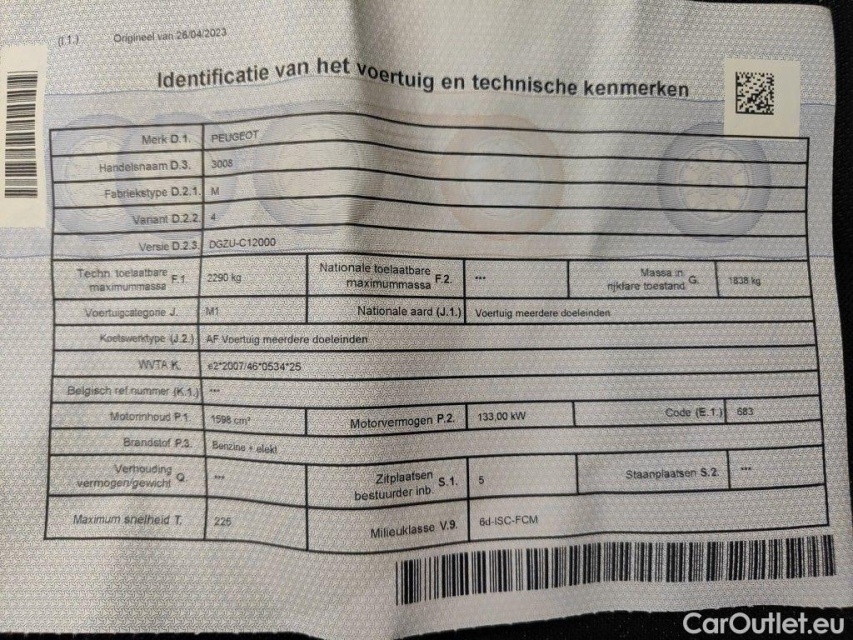 (I.1.) Origineel van 26/04/2023
Identificatie van het voertuig en technische kenmerken
Merk D.1. PEUGEOT
Handelsnaam D.3. 3008
Fabriekstype D.2.1. M
Variant D.2.2. 4
Versie D.2.3. DGZU-C12000
Techn toelaatbare maximummassa F.1 2290 kg Nationale toelaatbare maximummassa F.2. *** Massa in rijklare toestand G. 1838 kg
Voertuigcategorie J. M1 Nationale aard (J.1.) Voertuig meerdere doeleinden
Koetswerktype (J.2.) AF Voertuig meerdere doeleinden
WVTA K. e2*2007/46*0534*25
Belgisch ref.nummer (K.1.) ***
Motorinhoud P.1. 1598 cm³ Motorvermogen P.2. 133,00 kW Code (E.1.) 683
Brandstof P.3. Benzine + elekt
Verhouding vermogen/gewicht Q. *** Zitplaatsen bestuurder inb. S.1. 5 Staanplaatsen S.2. ***
Maximum snelheid T. 225 Milieuklasse V.9. 6d-ISC-FCM
CarOutlet.eu